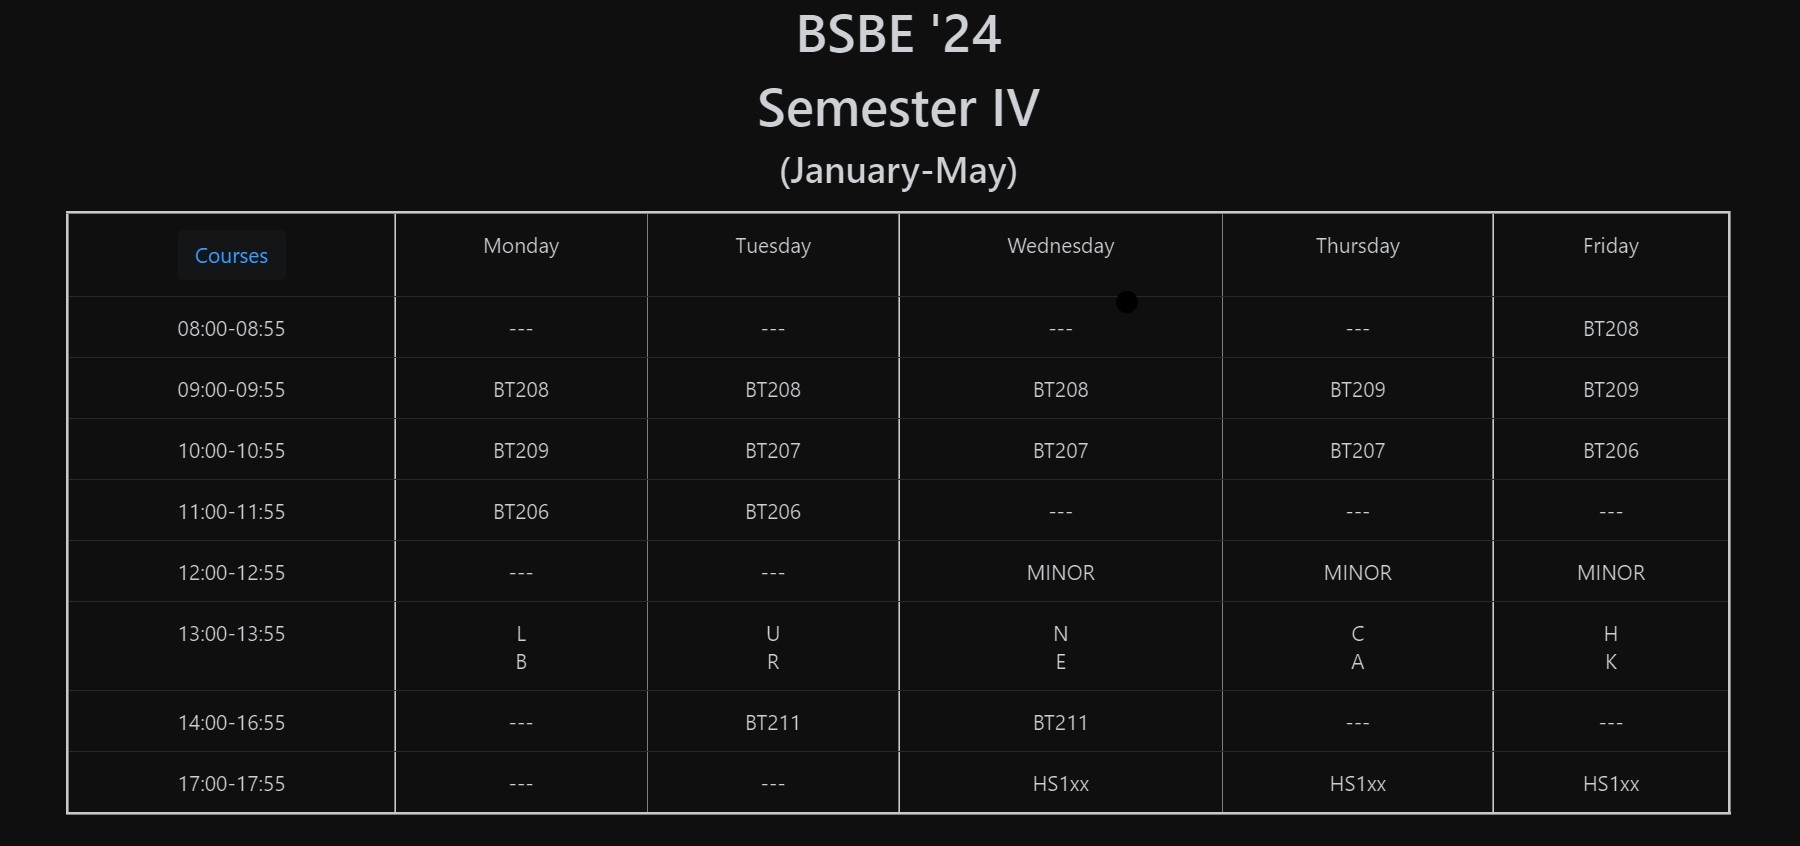 BSBE '24
Semester IV
(January-May)
Courses Monday Tuesday Wednesday Thursday Friday
08:00-08:55 --- --- --- --- BT208
09:00-09:55 BT208 BT208 BT208 BT209 BT209
10:00-10:55 BT209 BT207 BT207 BT207 BT206
11:00-11:55 BT206 BT206 --- --- ---
12:00-12:55 --- --- MINOR MINOR MINOR
13:00-13:55 L U N C H
B R E A K
14:00-16:55 --- BT211 BT211 --- ---
17:00-17:55 --- --- HS1xx HS1xx HS1xx